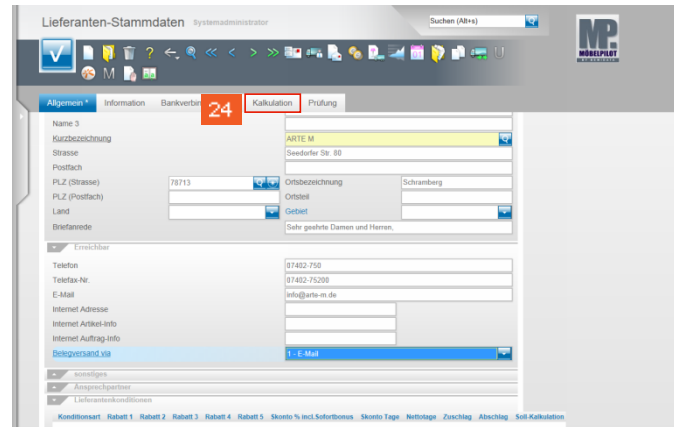 Lieferanten-Stammdaten Systemadministrator Suchen (Alt+s)
MP
MÖBELPILOT
Allgemein * Information Bankverbin 24 Kalkulation Prüfung
Name 3
Kurzbezeichnung ARTE M
Strasse Seedorfer Str. 80
Postfach
PLZ (Strasse) 78713 Ortsbezeichnung Schramberg
PLZ (Postfach) Ortsteil
Land Gebiet
Briefanrede Sehr geehrte Damen und Herren,
Erreichbar
Telefon 07402-750
Telefax-Nr. 07402-75200
E-Mail info@arte-m.de
Internet Adresse
Internet Artikel-Info
Internet Auftrag-Info
Belegversand via 1 - E-Mail
sonstiges
Ansprechpartner
Lieferantenkonditionen
Konditionsart Rabatt 1 Rabatt 2 Rabatt 3 Rabatt 4 Rabatt 5 Skonto % incl.Sofortbonus Skonto Tage Nettotage Zuschlag Abschlag Soll-Kalkulation